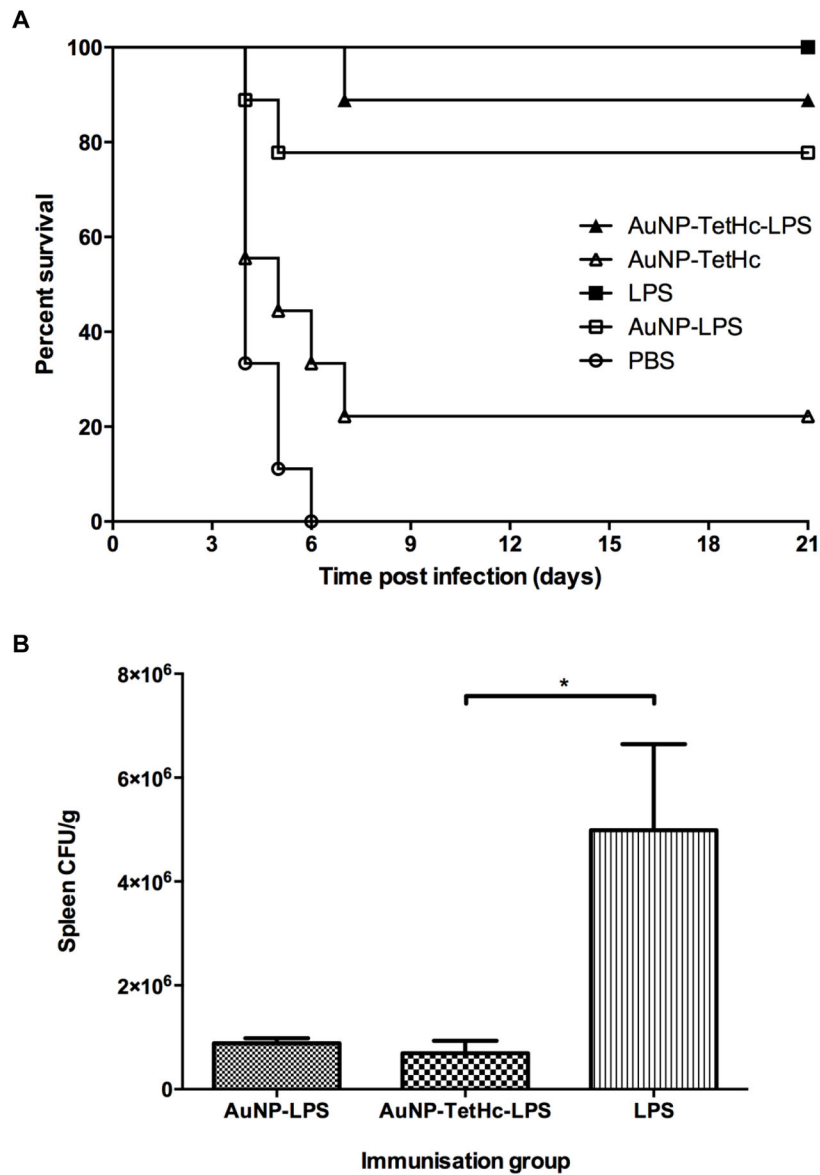 A
100
80
60
40
20
0
Percent survival
0 3 6 9 12 15 18 21
Time post infection (days)
AuNP-TetHc-LPS
AuNP-TetHc
LPS
AuNP-LPS
PBS
B
8×10⁶
6×10⁶
4×10⁶
2×10⁶
0
Spleen CFU/g
*
AuNP-LPS AuNP-TetHc-LPS LPS
Immunisation group